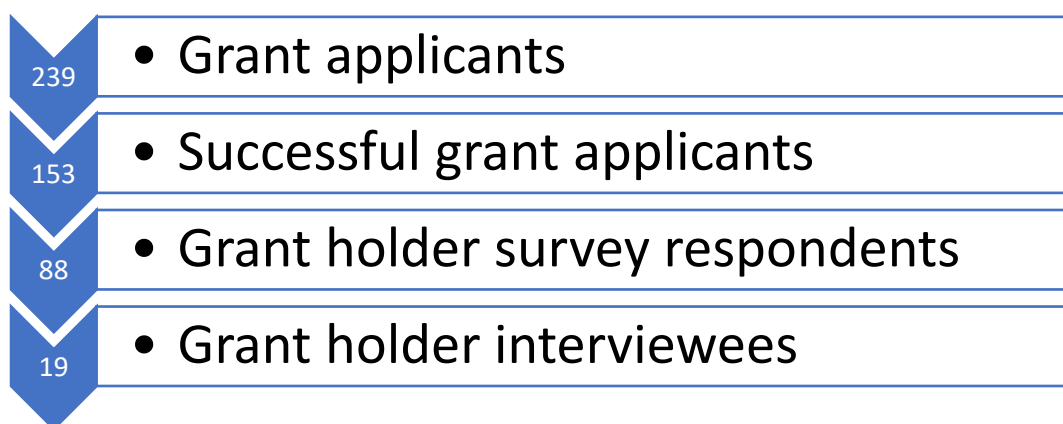 239
• Grant applicants
153
• Successful grant applicants
88
• Grant holder survey respondents
19
• Grant holder interviewees